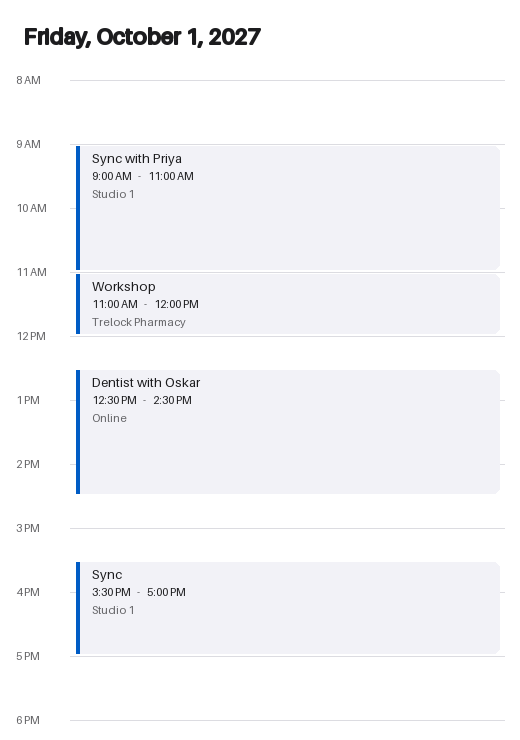 Friday, October 1, 2027
8 AM
9 AM
Sync with Priya
9:00 AM - 11:00 AM
Studio 1
10 AM
11 AM
Workshop
11:00 AM - 12:00 PM
Trelock Pharmacy
12 PM
Dentist with Oskar
12:30 PM - 2:30 PM
1 PM
Online
2 PM
3 PM
Sync
3:30 PM - 5:00 PM
4 PM
Studio 1
5 PM
6 PM